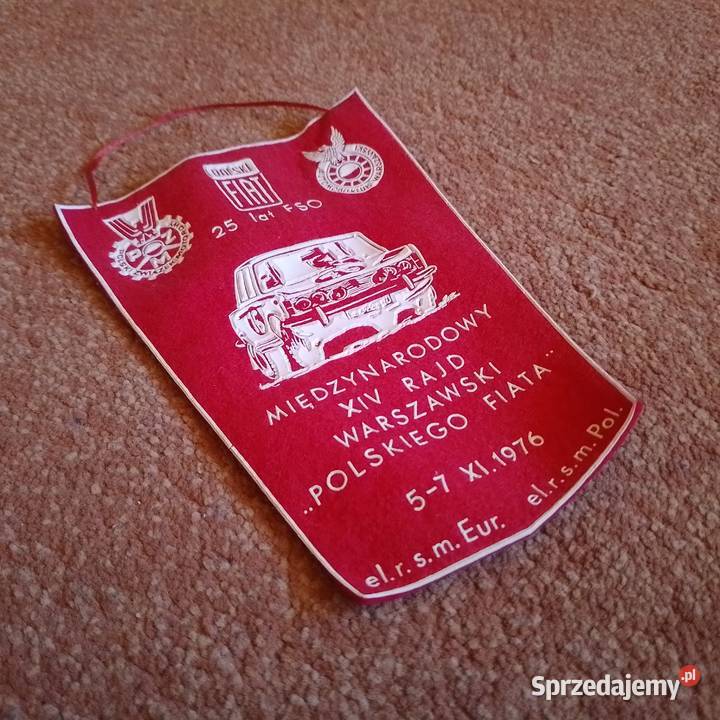 POLSKI
FIAT
25 lat FSO
PZM
MIĘDZYNARODOWY
XIV RAJD
WARSZAWSKI
„POLSKIEGO FIATA"
5-7 XI.1976
el.r.s.m.Eur. el.r.s.m.Pol.
Sprzedajemy.pl